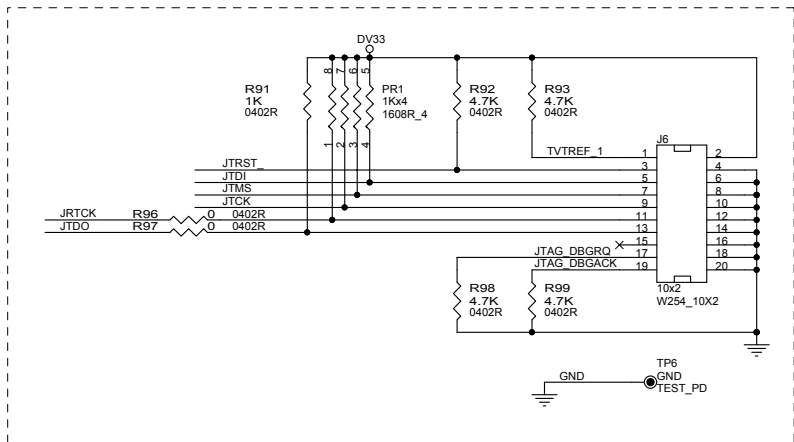 DV33
R91
1K
0402R
8
7
6
5
PR1
1Kx4
1608R_4
1
2
3
4
R92
4.7K
0402R
R93
4.7K
0402R
J6
TVTREF_1
1
2
JTRST_
3
4
JTDI
5
6
JTMS
7
8
JTCK
9
10
JRTCK
R96
0
0402R
11
12
JTDO
R97
0
0402R
13
14
15
16
JTAG_DBGRQ
17
18
JTAG_DBGACK
19
20
R98
4.7K
0402R
R99
4.7K
0402R
10x2
W254_10X2
TP6
GND
GND
TEST_PD